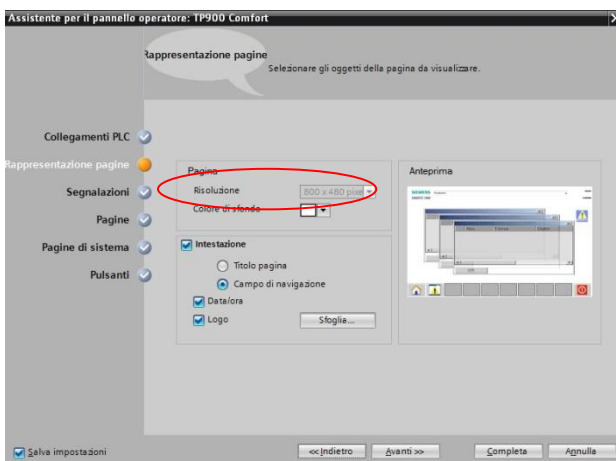 Assistente per il pannello operatore: TP900 Comfort
Rappresentazione pagine
Selezionare gli oggetti della pagina da visualizzare.
Collegamenti PLC
Rappresentazione pagine
Segnalazioni
Pagine
Pagine di sistema
Pulsanti
Pagina
Risoluzione
800 x 480 pixel
Colore di sfondo
Intestazione
Titolo pagina
Campo di navigazione
Data/ora
Logo
Sfoglia...
Anteprima
SIEMENS
Salva impostazioni
<<Indietro
Avanti >>
Completa
Annulla